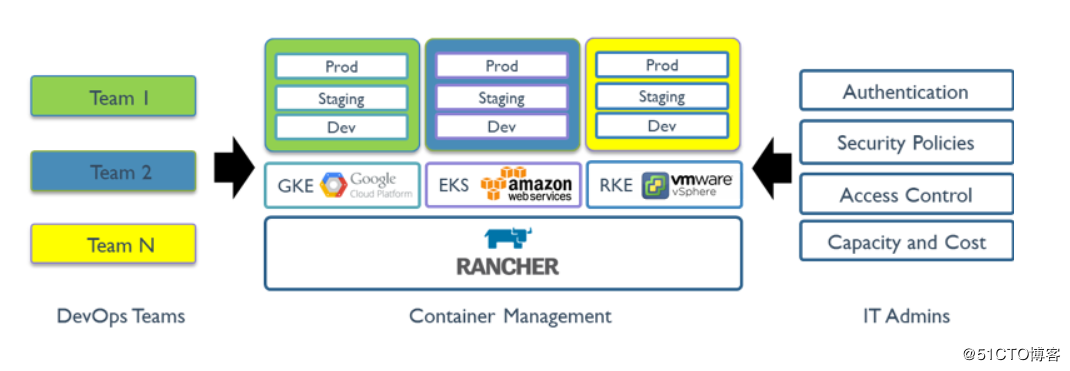 Team 1
Team 2
Team N
DevOps Teams
Prod
Staging
Dev
Prod
Staging
Dev
Prod
Staging
Dev
GKE Google Cloud Platform
EKS amazon web services
RKE vmware vSphere
RANCHER
Container Management
Authentication
Security Policies
Access Control
Capacity and Cost
IT Admins
@51CTO博客